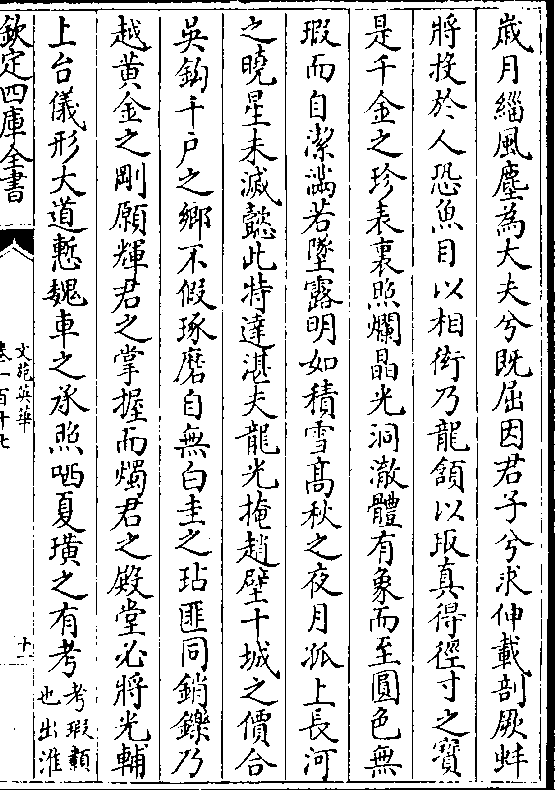 歲月緇風塵為大夫兮既屈因君子兮求伸載剖厥蚌
將投於人恐魚目以相衒乃龍頷以取真得徑寸之寶
是千金之珍表裏照爛晶光洞澈體有象而至圓色無
瑕而自潔滿若墜露明如積雪高秋之夜月孤上長河
之曉星未滅懿此特達湛夫龍光掩趙璧十城之價合
吳鉤千戸之鄉不假琢磨自無白圭之玷匪同銷鑠乃
越黃金之剛願輝君之掌握而燭君之殿堂必將光輔
上台儀形大道慙魏車之承照哂夏璜之有考考瑕纇
也出淮
欽定四庫全書
文苑英華
卷一百十七
十一